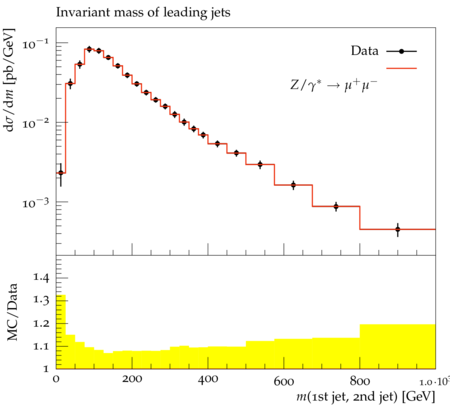 Invariant mass of leading jets
dσ/dm [pb/GeV]
10⁻¹
10⁻²
10⁻³
Data
Z/γ* → μ⁺μ⁻
MC/Data
1.4
1.3
1.2
1.1
1
0 200 400 600 800 1.0·10
m(1st jet, 2nd jet) [GeV]